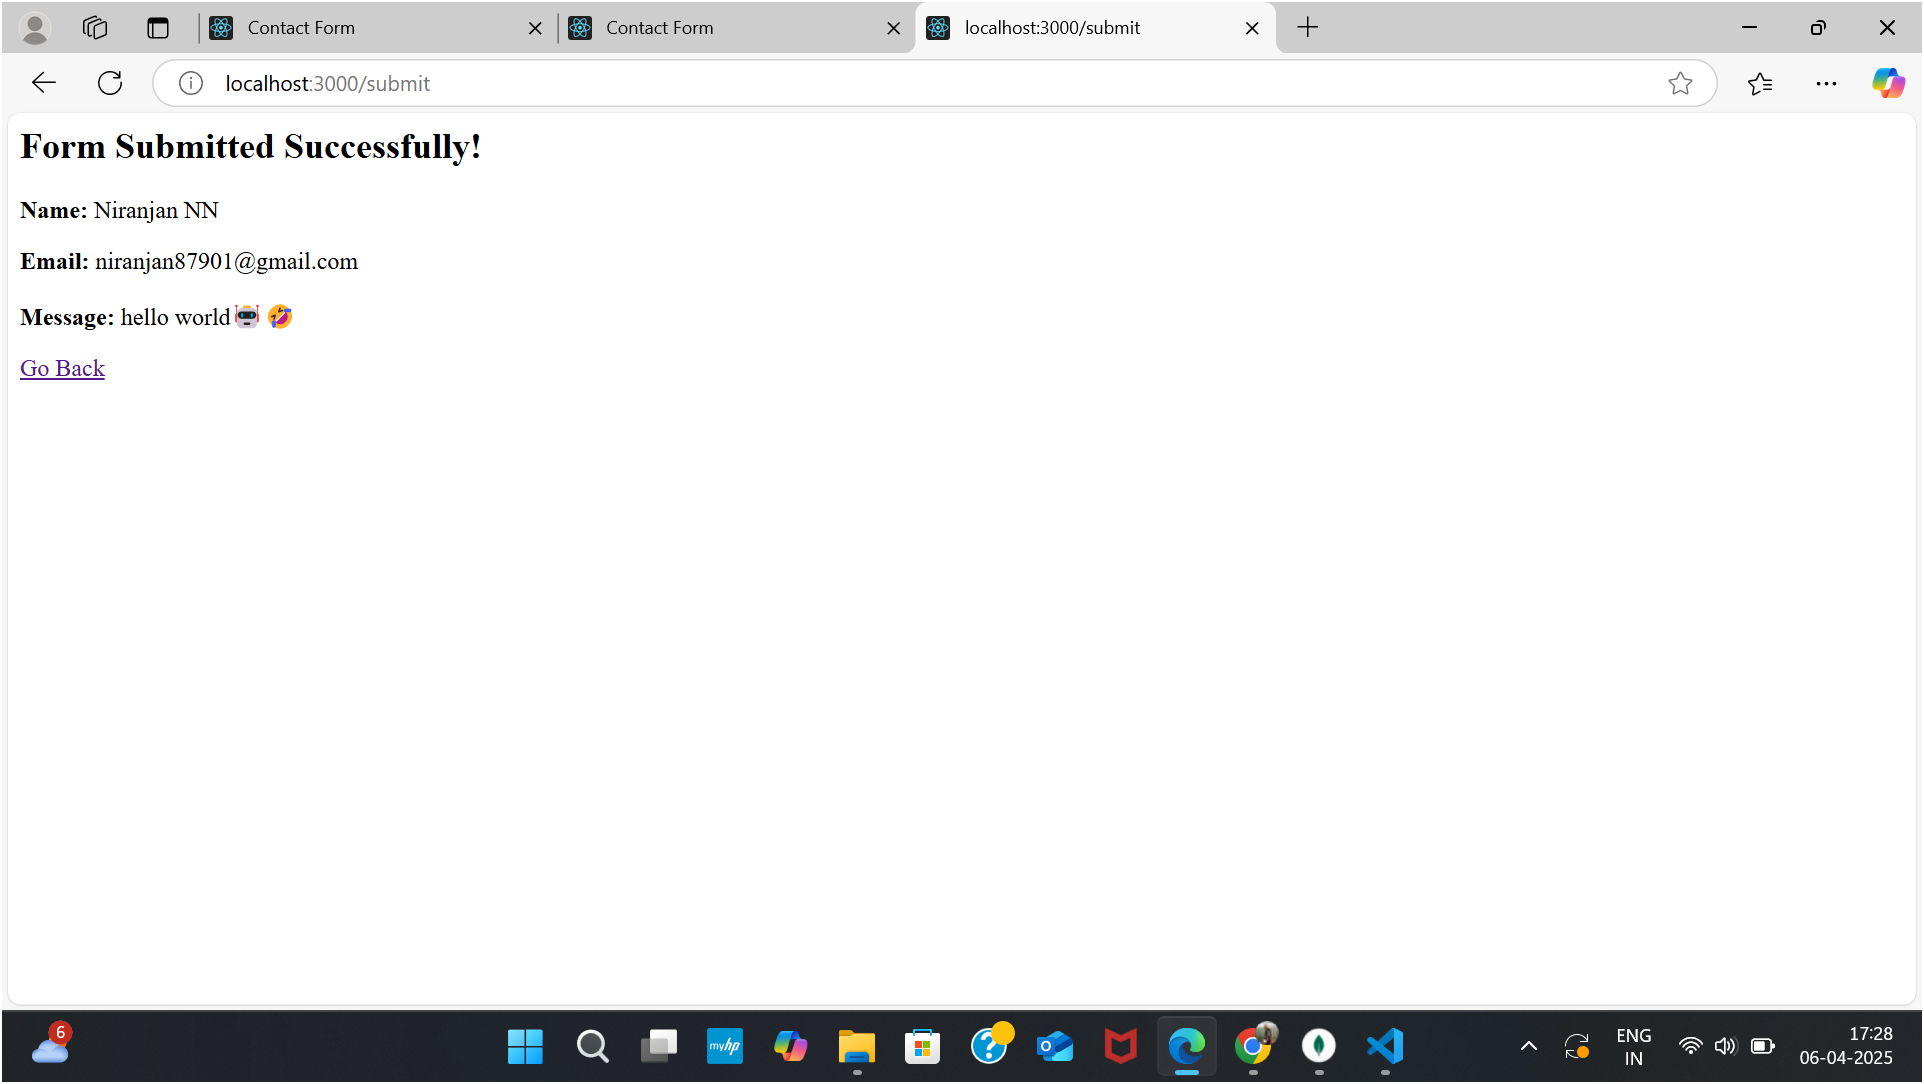 Contact Form
Contact Form
localhost:3000/submit
localhost:3000/submit
Form Submitted Successfully!
Name: Niranjan NN
Email: niranjan87901@gmail.com
Message: hello world🤖 🤣
Go Back
6
myhp
ENG
IN
17:28
06-04-2025